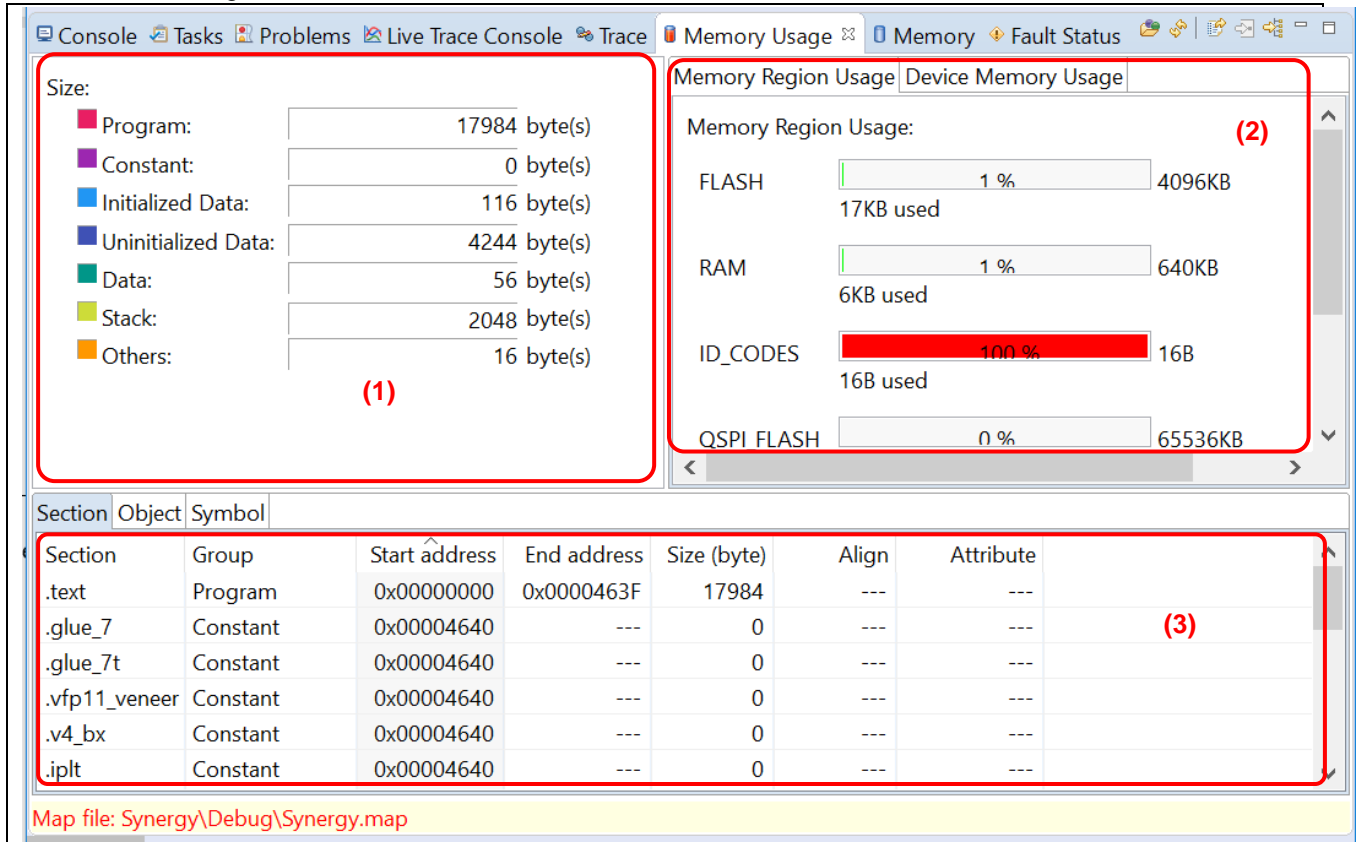 Console Tasks Problems Live Trace Console Trace Memory Usage Memory Fault Status
Size:
Program: 17984 byte(s)
Constant: 0 byte(s)
Initialized Data: 116 byte(s)
Uninitialized Data: 4244 byte(s)
Data: 56 byte(s)
Stack: 2048 byte(s)
Others: 16 byte(s)
(1)
Memory Region Usage Device Memory Usage
Memory Region Usage:
(2)
FLASH 1 % 4096KB
17KB used
RAM 1 % 640KB
6KB used
ID_CODES 100 % 16B
16B used
QSPI_FLASH 0 % 65536KB
Section Object Symbol
Section Group Start address End address Size (byte) Align Attribute
.text Program 0x00000000 0x0000463F 17984 --- ---
.glue_7 Constant 0x00004640 --- 0 --- ---
(3)
.glue_7t Constant 0x00004640 --- 0 --- ---
.vfp11_veneer Constant 0x00004640 --- 0 --- ---
.v4_bx Constant 0x00004640 --- 0 --- ---
.iplt Constant 0x00004640 --- 0 --- ---
Map file: Synergy\Debug\Synergy.map